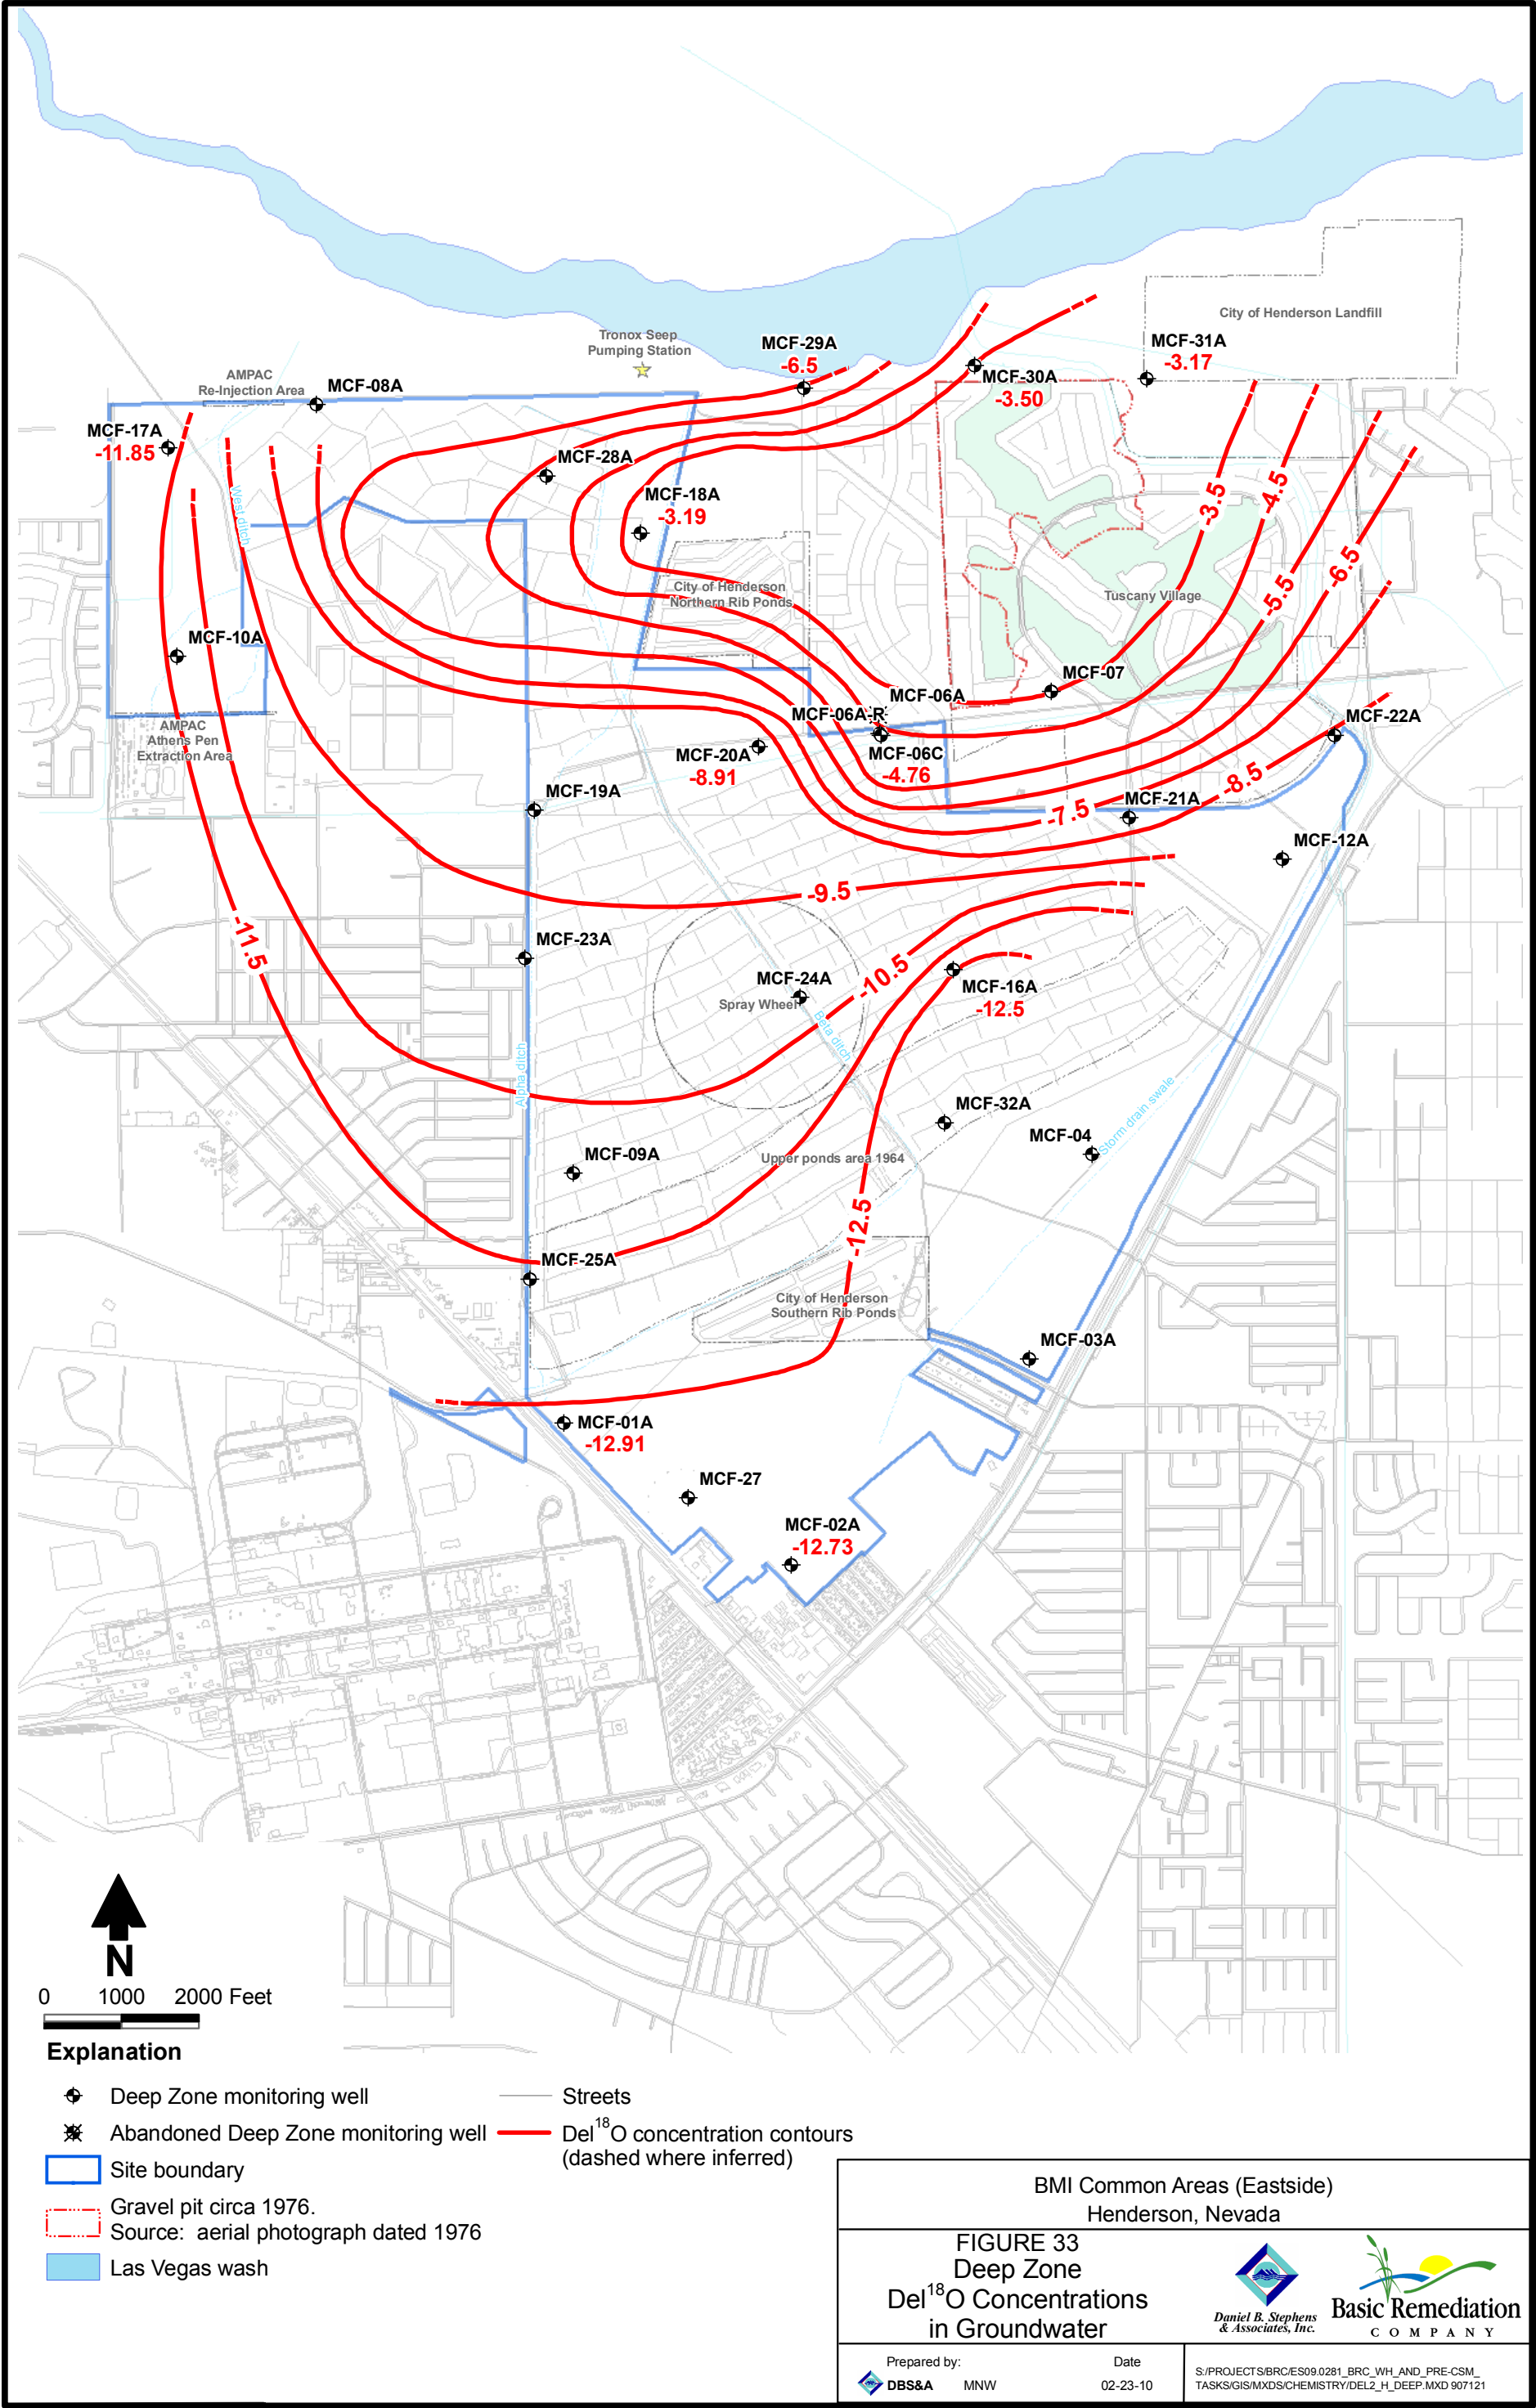 City of Henderson Landfill
Tronox Seep
Pumping Station
MCF-29A
-6.5
MCF-31A
-3.17
AMPAC
Re-Injection Area
MCF-08A
MCF-30A
-3.50
MCF-17A
-11.85
MCF-28A
West ditch
MCF-18A
-3.19
-3.5
-4.5
-5.5
-6.5
City of Henderson
Northern Rib Ponds
Tuscany Village
MCF-10A
MCF-07
MCF-06A
MCF-06A-R
MCF-22A
AMPAC
Athens Pen
Extraction Area
MCF-20A
-8.91
MCF-06C
-4.76
-8.5
MCF-19A
-7.5
MCF-21A
MCF-12A
-9.5
-11.5
MCF-23A
MCF-24A
Spray Wheel
-10.5
MCF-16A
-12.5
Beta ditch
Alpha ditch
MCF-32A
MCF-04
Storm drain swale
MCF-09A
Upper ponds area 1964
-12.5
MCF-25A
City of Henderson
Southern Rib Ponds
MCF-03A
MCF-01A
-12.91
MCF-27
MCF-02A
-12.73
N
0 1000 2000 Feet
Explanation
Deep Zone monitoring well
Abandoned Deep Zone monitoring well
Site boundary
Gravel pit circa 1976.
Source: aerial photograph dated 1976
Las Vegas wash
Streets
Del18O concentration contours
(dashed where inferred)
BMI Common Areas (Eastside)
Henderson, Nevada
FIGURE 33
Deep Zone
Del18O Concentrations
in Groundwater
Daniel B. Stephens
& Associates, Inc.
Basic Remediation
COMPANY
Prepared by:
DBS&A MNW
Date
02-23-10
S:/PROJECTS/BRC/ES09.0281_BRC_WH_AND_PRE-CSM_
TASKS/GIS/MXDS/CHEMISTRY/DEL2_H_DEEP.MXD 907121